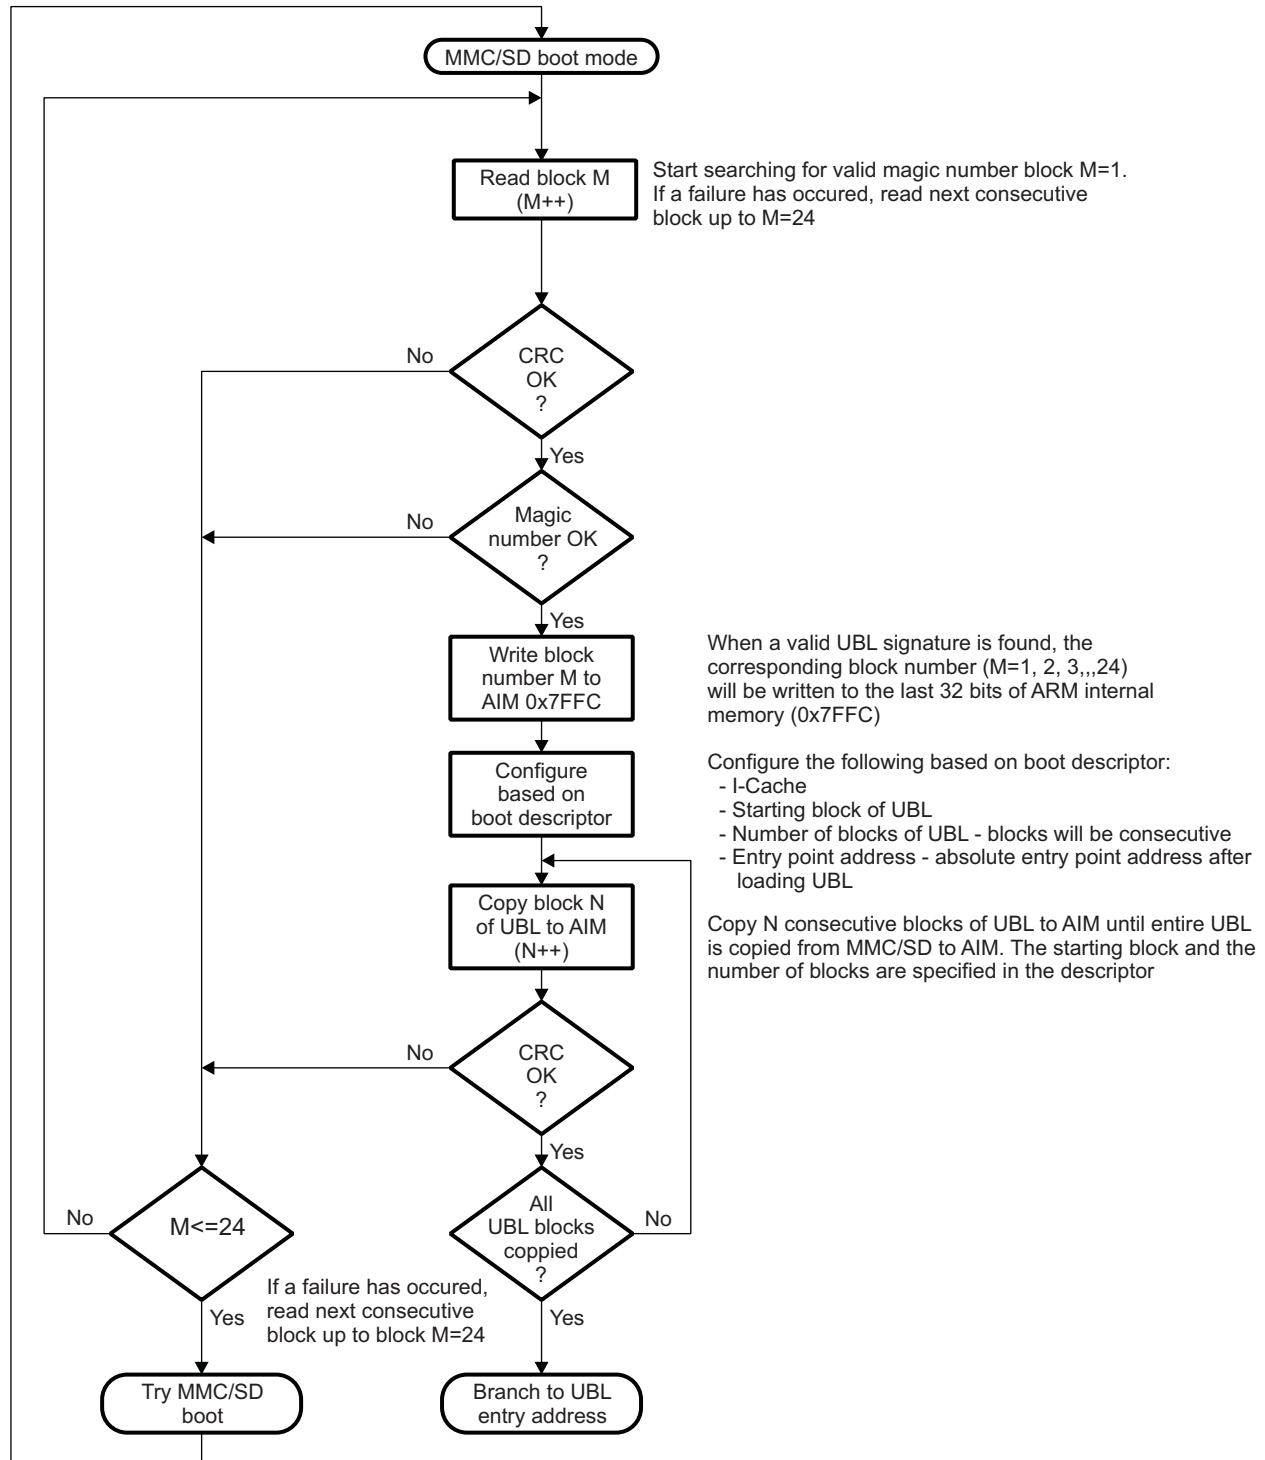 MMC/SD boot mode
Read block M
(M++)
Start searching for valid magic number block M=1.
If a failure has occured, read next consecutive
block up to M=24
No
CRC
OK
?
Yes
No
Magic
number OK
?
Yes
Write block
number M to
AIM 0x7FFC
When a valid UBL signature is found, the
corresponding block number (M=1, 2, 3,,,24)
will be written to the last 32 bits of ARM internal
memory (0x7FFC)
Configure
based on
boot descriptor
Configure the following based on boot descriptor:
- I-Cache
- Starting block of UBL
- Number of blocks of UBL - blocks will be consecutive
- Entry point address - absolute entry point address after
loading UBL
Copy block N
of UBL to AIM
(N++)
Copy N consecutive blocks of UBL to AIM until entire UBL
is copied from MMC/SD to AIM. The starting block and the
number of blocks are specified in the descriptor
No
CRC
OK
?
Yes
No
M<=24
All
UBL blocks
coppied
?
No
If a failure has occured,
read next consecutive
block up to block M=24
Yes
Yes
Try MMC/SD
boot
Branch to UBL
entry address